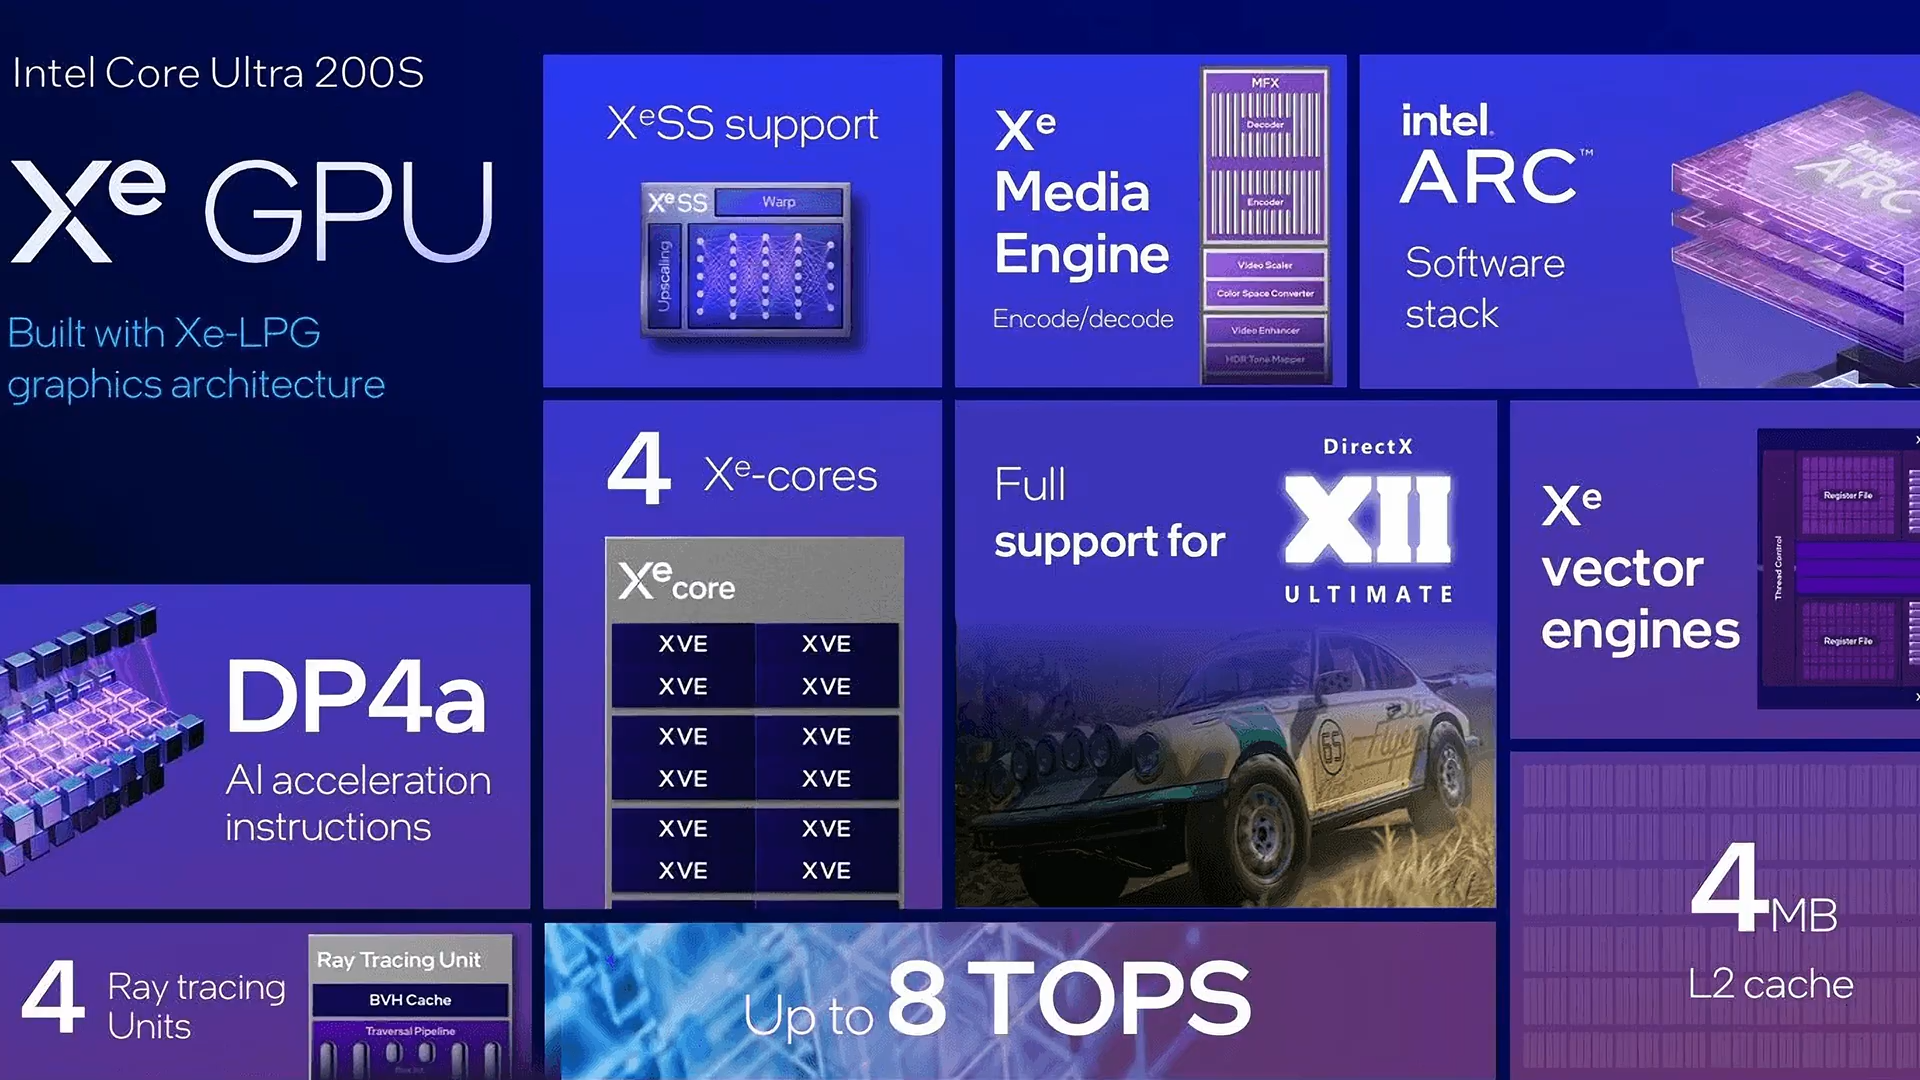 Intel Core Ultra 200S
Xe GPU
Built with Xe-LPG
graphics architecture
XeSS support
XeSS
Warp
Upscaling
Xe
Media
Engine
Encode/decode
MFX
Decoder
Encoder
Video Scaler
Color Space Converter
Video Enhancer
HDR Tone Mapper
intel.
ARC™
Software
stack
intel
ARC
4 Xe-cores
Xe core
XVE XVE
XVE XVE
XVE XVE
XVE XVE
XVE XVE
XVE XVE
Full
support for
DirectX
XII
ULTIMATE
Xe
vector
engines
Thread Control
Register File
Register File
DP4a
AI acceleration
instructions
4 Ray tracing
Units
Ray Tracing Unit
BVH Cache
Traversal Pipeline
Up to 8 TOPS
4MB
L2 cache